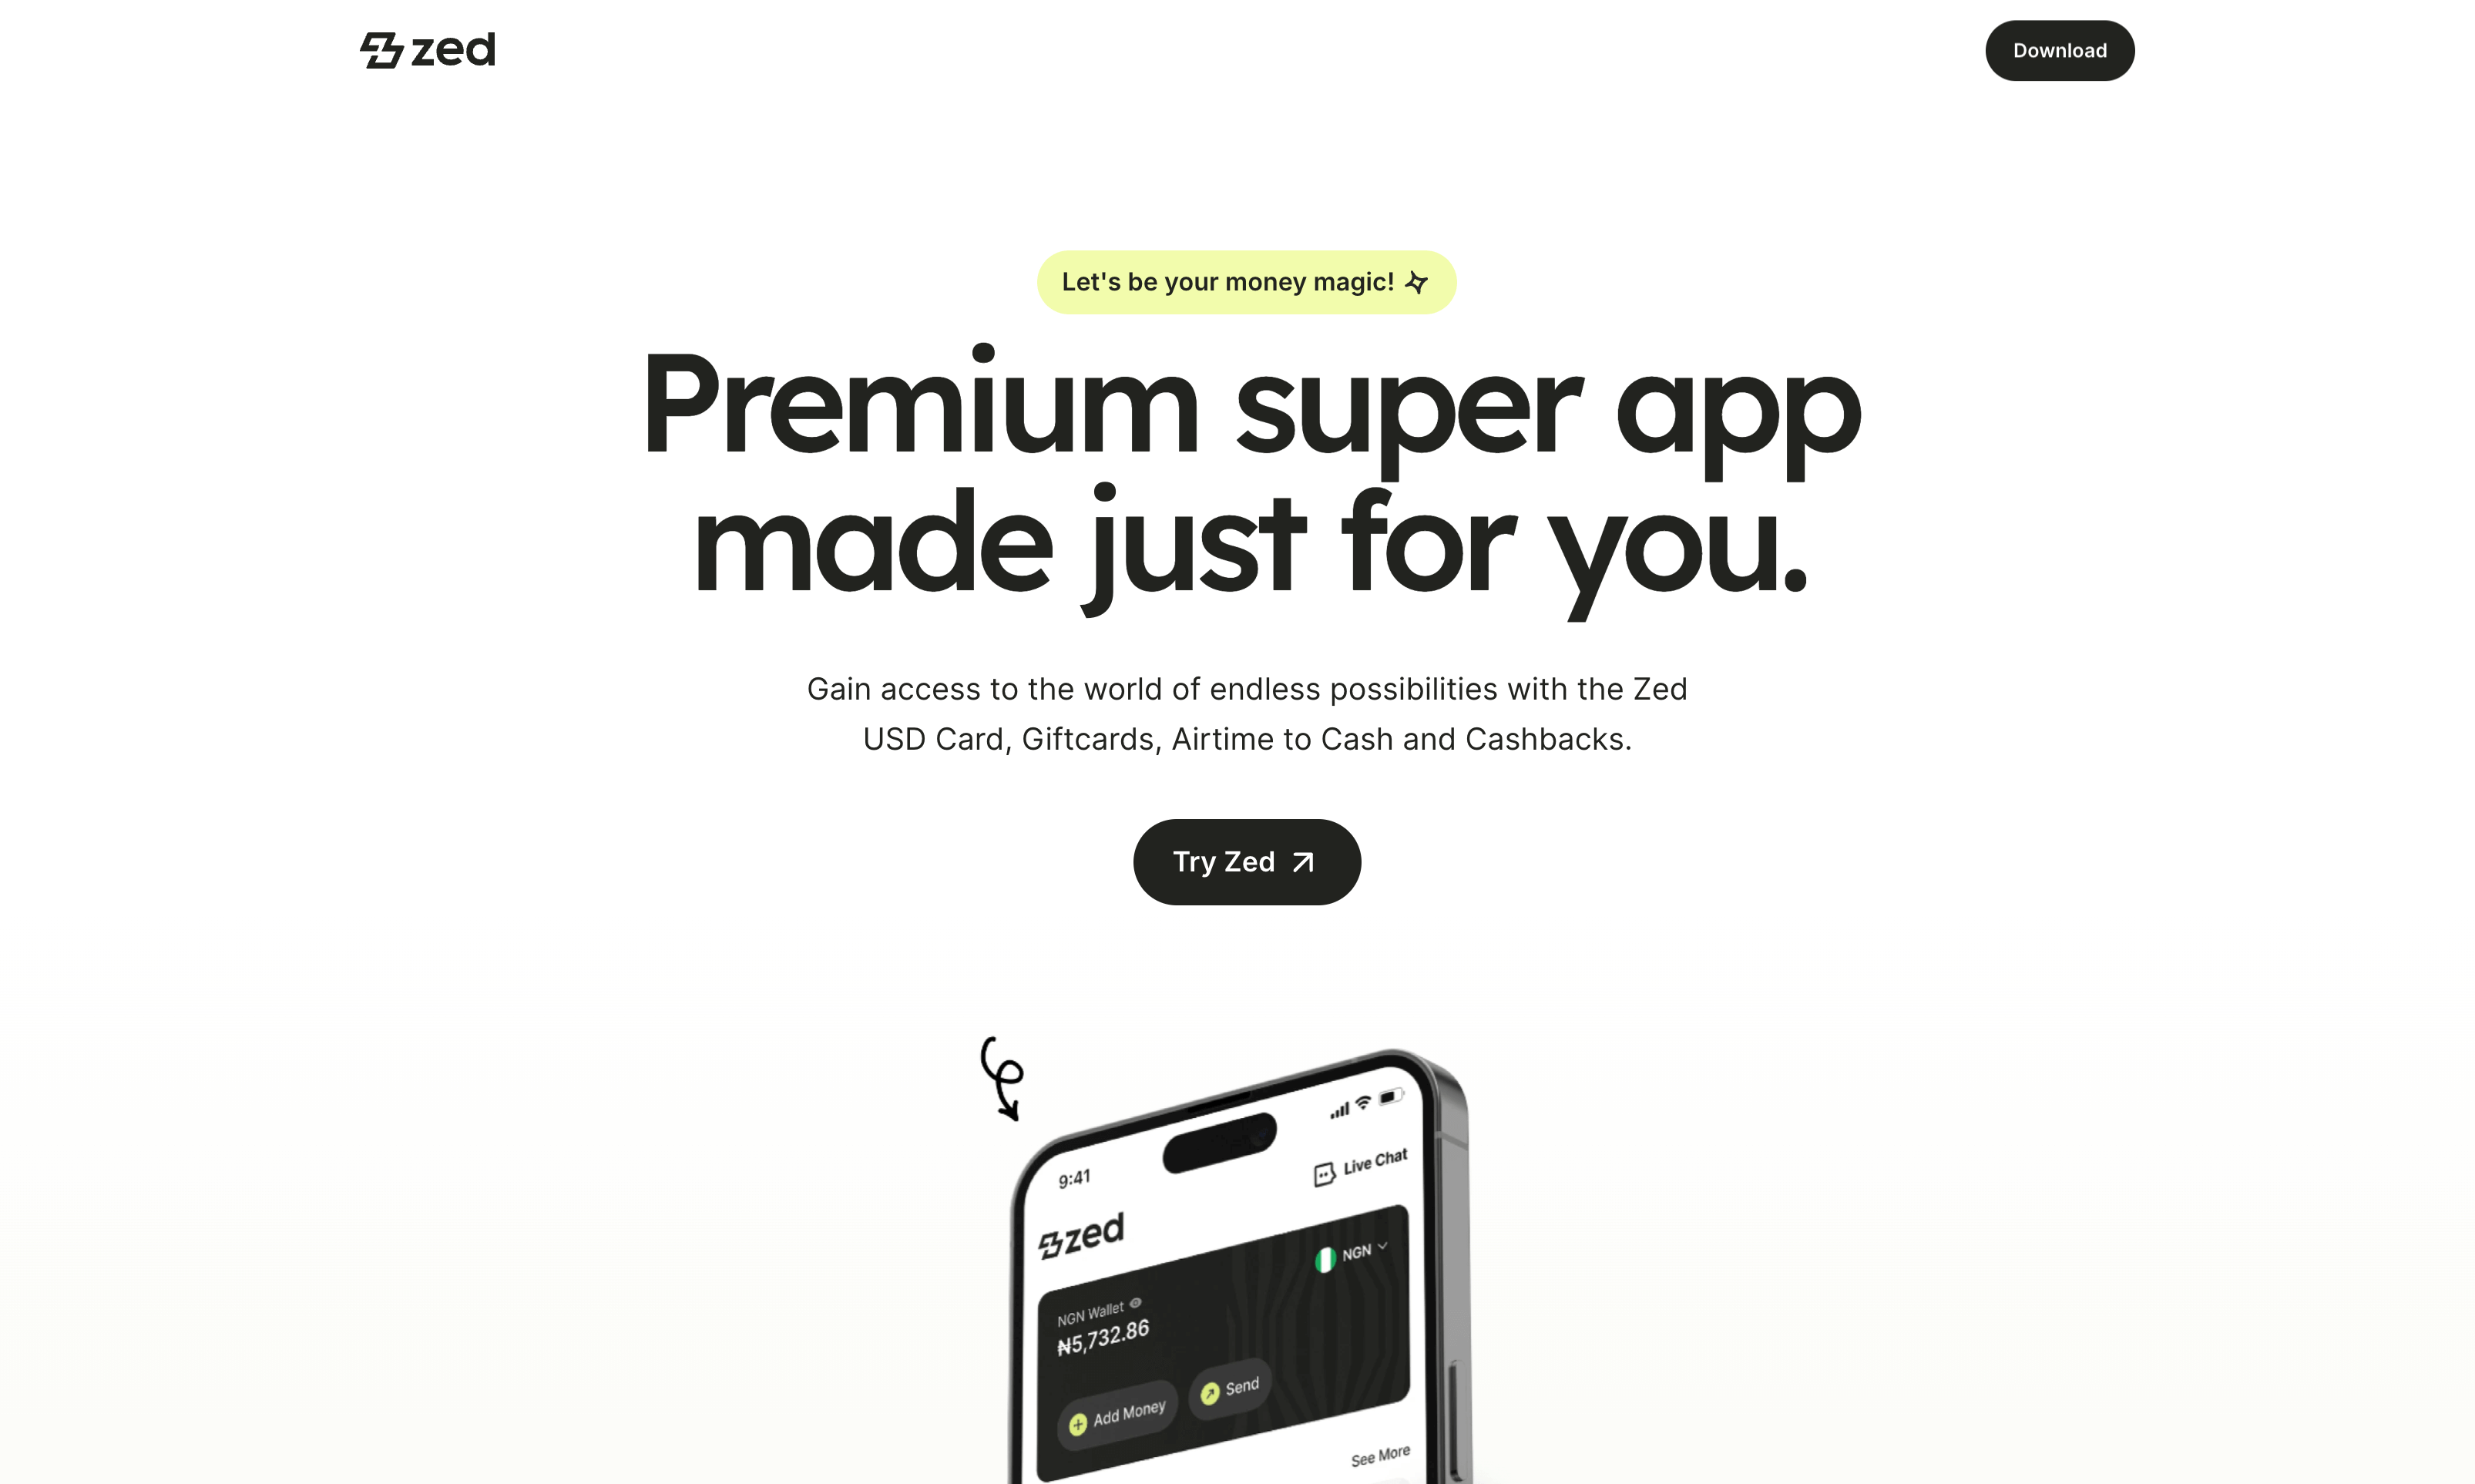 zed
Download
Let's be your money magic!
Premium super app
made just for you.
Gain access to the world of endless possibilities with the Zed
USD Card, Giftcards, Airtime to Cash and Cashbacks.
Try Zed
9:41
Live Chat
zed
NGN
NGN Wallet
₦5,732.86
Add Money
Send
See More